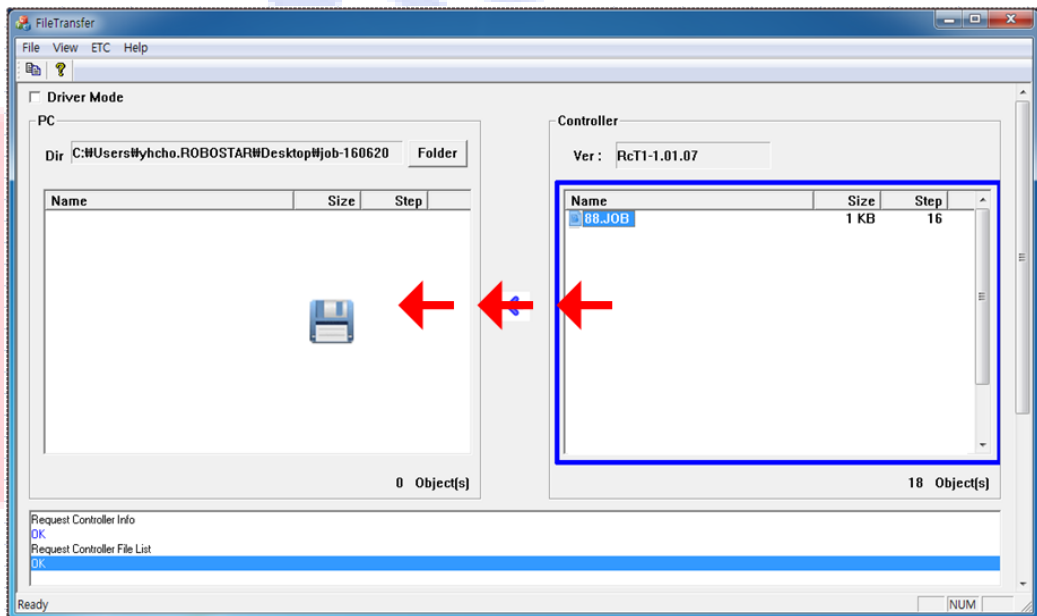 FileTransfer
File View ETC Help
Driver Mode
PC
Dir C:₩Users₩yhcho.ROBOSTAR₩Desktop₩job-160620 Folder
Name Size Step
0 Object(s)
Controller
Ver : RcT1-1.01.07
Name Size Step
88.JOB 1 KB 16
18 Object(s)
Request Controller Info
OK
Request Controller File List
OK
Ready NUM